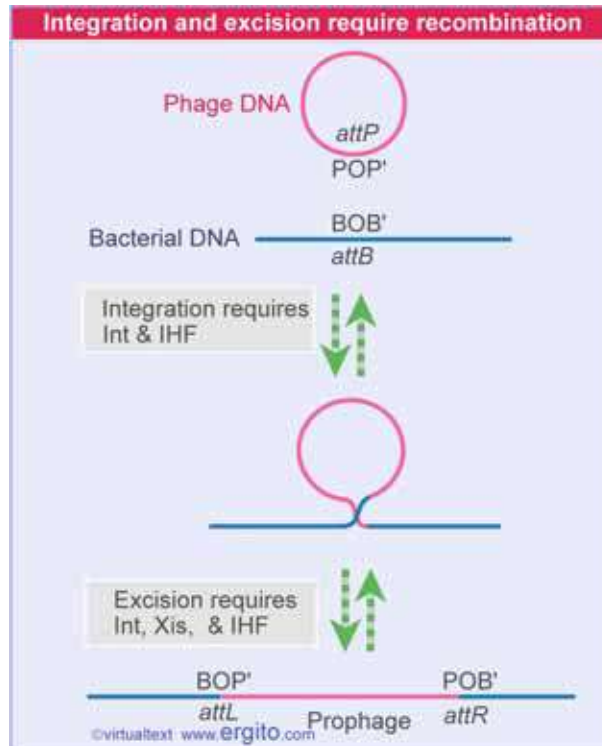 Integration and excision require recombination
Phage DNA
attP
POP'
BOB'
Bacterial DNA
attB
Integration requires
Int & IHF
Excision requires
Int, Xis, & IHF
BOP'
POB'
attL
Prophage
attR
©virtualtext www.ergito.com